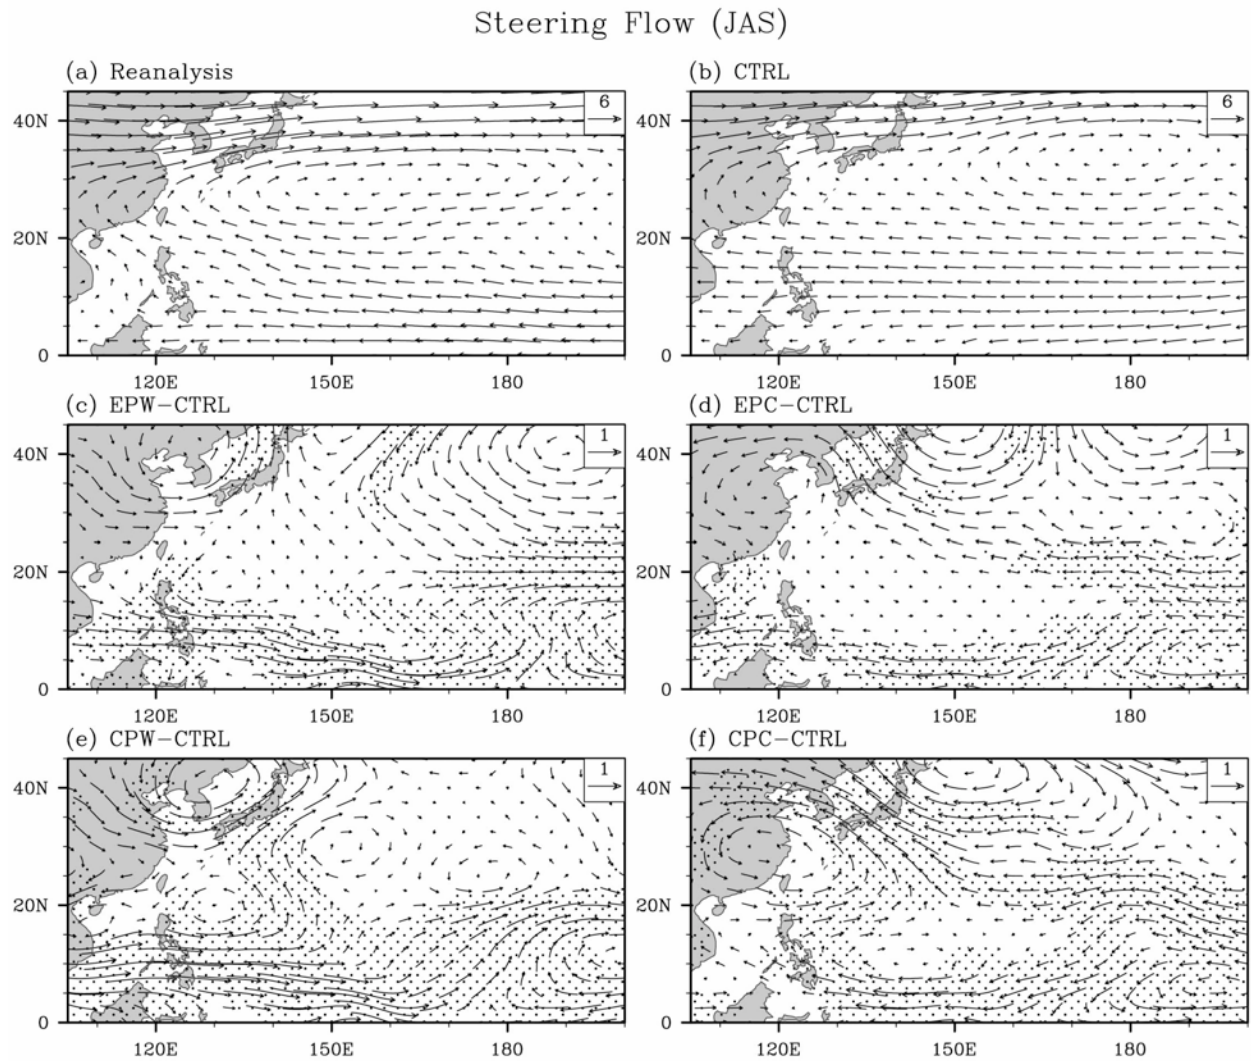 Steering Flow (JAS)
(a) Reanalysis
(b) CTRL
6
6
40N
40N
20N
20N
0
0
120E
150E
180
120E
150E
180
(c) EPW-CTRL
(d) EPC-CTRL
1
1
40N
40N
20N
20N
0
0
120E
150E
180
120E
150E
180
(e) CPW-CTRL
(f) CPC-CTRL
1
1
40N
40N
20N
20N
0
0
120E
150E
180
120E
150E
180